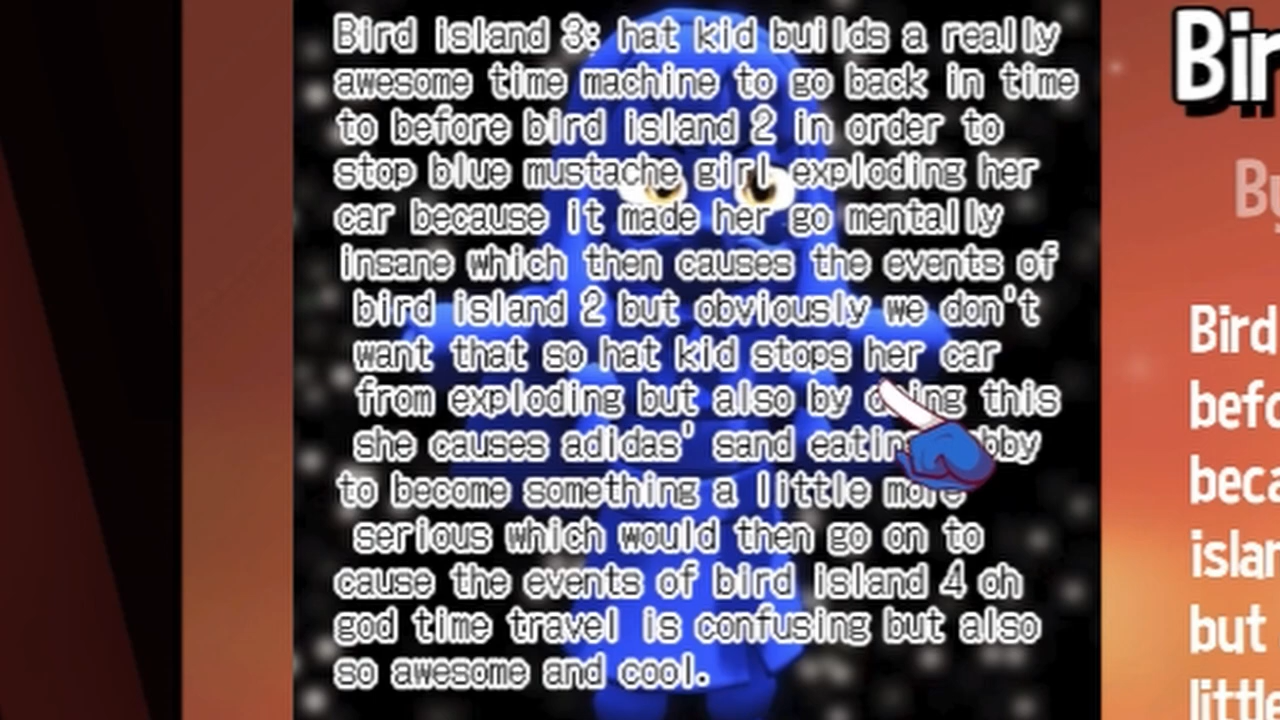 Bird island 3: hat kid builds a really
awesome time machine to go back in time
to before bird island 2 in order to
stop blue mustache girl exploding her
car because it made her go mentally
insane which then causes the events of
bird island 2 but obviously we don't
want that so hat kid stops her car
from exploding but also by this
she causes adidas' sand
to become something a little more
serious which would then go on to
cause the events of bird island 4 oh
god time travel is confusing but also
so awesome and cool.
Bir
Bird
befo
beca
islan
but
little